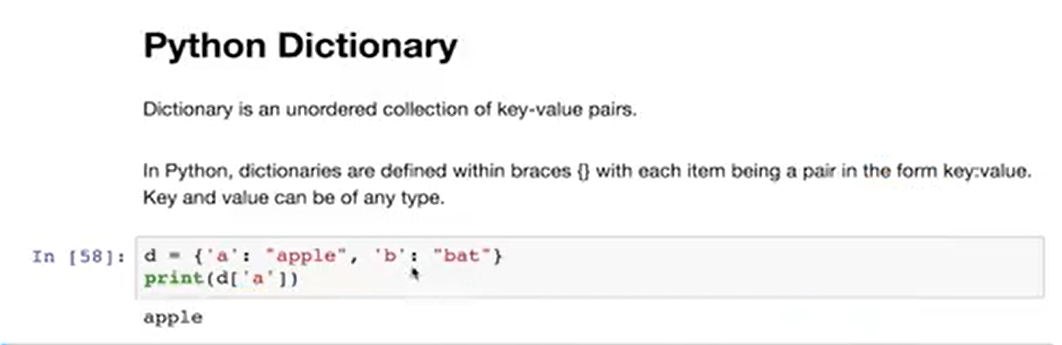 Python Dictionary
Dictionary is an unordered collection of key-value pairs.
In Python, dictionaries are defined within braces {} with each item being a pair in the form key:value.
Key and value can be of any type.
In [58]: d = {'a': "apple", 'b': "bat"}
print(d['a'])
apple